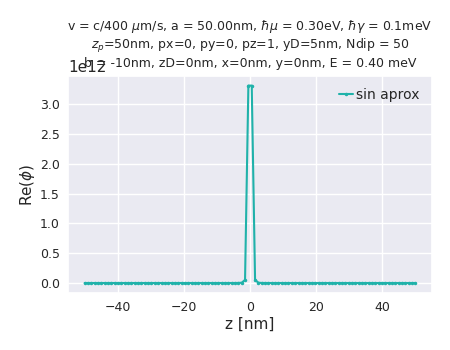 v = c/400 μm/s, a = 50.00nm, ℏμ = 0.30eV, ℏγ = 0.1meV
z_p=50nm, px=0, py=0, pz=1, yD=5nm, Ndip = 50
b = -10nm, zD=0nm, x=0nm, y=0nm, E = 0.40 meV
1e12
sin aprox
3.0
2.5
2.0
1.5
1.0
0.5
0.0
Re(ϕ)
−40 −20 0 20 40
z [nm]